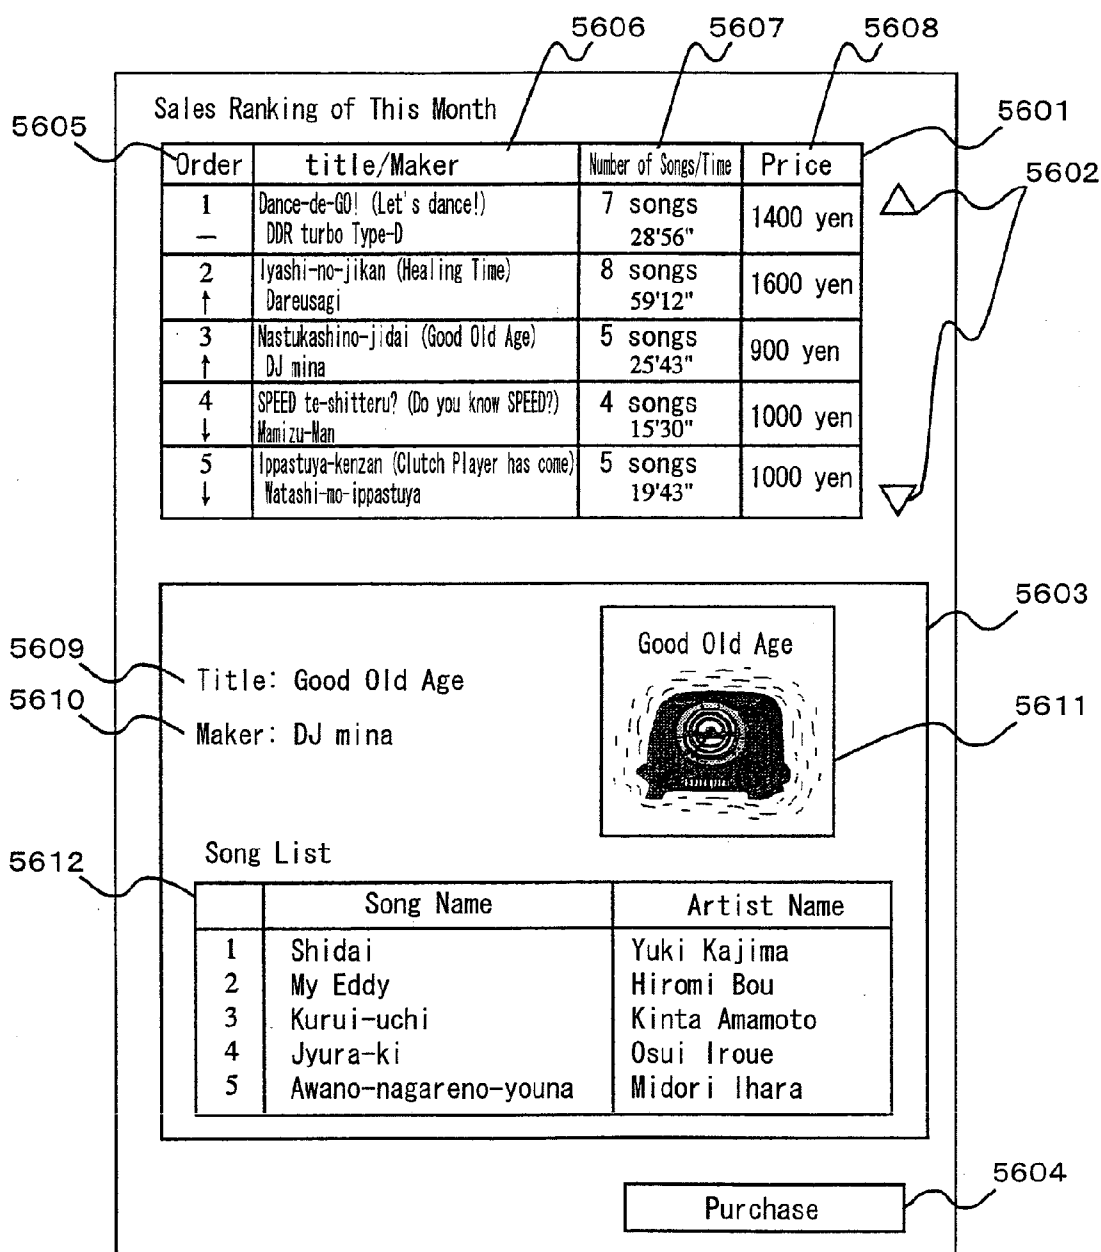 5606 5607 5608
Sales Ranking of This Month
5605
5601
Order title/Maker Number of Songs/Time Price
5602
1 Dance-de-GO! (Let's dance!) 7 songs 1400 yen
— DDR turbo Type-D 28'56"
2 Iyashi-no-jikan (Healing Time) 8 songs 1600 yen
↑ Dareusagi 59'12"
3 Nastukashino-jidai (Good Old Age) 5 songs 900 yen
↑ DJ mina 25'43"
4 SPEED te-shitteru? (Do you know SPEED?) 4 songs 1000 yen
↓ Mamizu-Man 15'30"
5 Ippastuya-kenzan (Clutch Player has come) 5 songs 1000 yen
↓ Watashi-mo-ippastuya 19'43"
5603
Good Old Age
5609
Title: Good Old Age
5610
5611
Maker: DJ mina
Song List
5612
Song Name Artist Name
1 Shidai Yuki Kajima
2 My Eddy Hiromi Bou
3 Kurui-uchi Kinta Amamoto
4 Jyura-ki Osui Iroue
5 Awano-nagareno-youna Midori Ihara
5604
Purchase